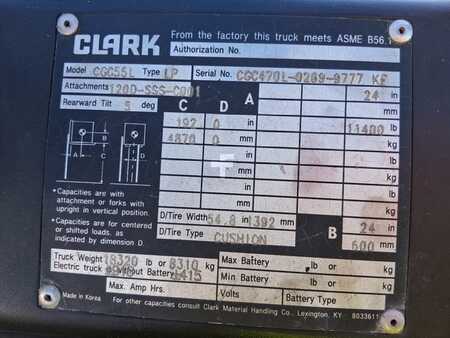 CLARK
From the factory this truck meets ASME B56.1
Authorization No.
Model CGC55L Type LP Serial No. CGC470L-0269-9777 KF
Attachments 120D-SSS-C001
Rearward Tilt 5 deg
C D A 24 in
192 0 in 11400 lb
4870 0 mm kg
in lb
mm kg
in lb
mm kg
A B C D
* Capacities are with attachment or forks with upright in vertical position.
* Capacities are for centered or shifted loads. as indicated by dimension D.
D/Tire Width 54.8 in 1392 mm
D/Tire Type CUSHION
B 24 in
600 mm
Truck Weight 18320 lb or 8310 kg
Electric truck without Battery 415
Max. Amp Hrs.
Max Battery lb or kg
Min. Battery lb or kg
Volts Battery Type
Made in Korea
For other capacities consult Clark Material Handling Co., Lexington, KY 8033611